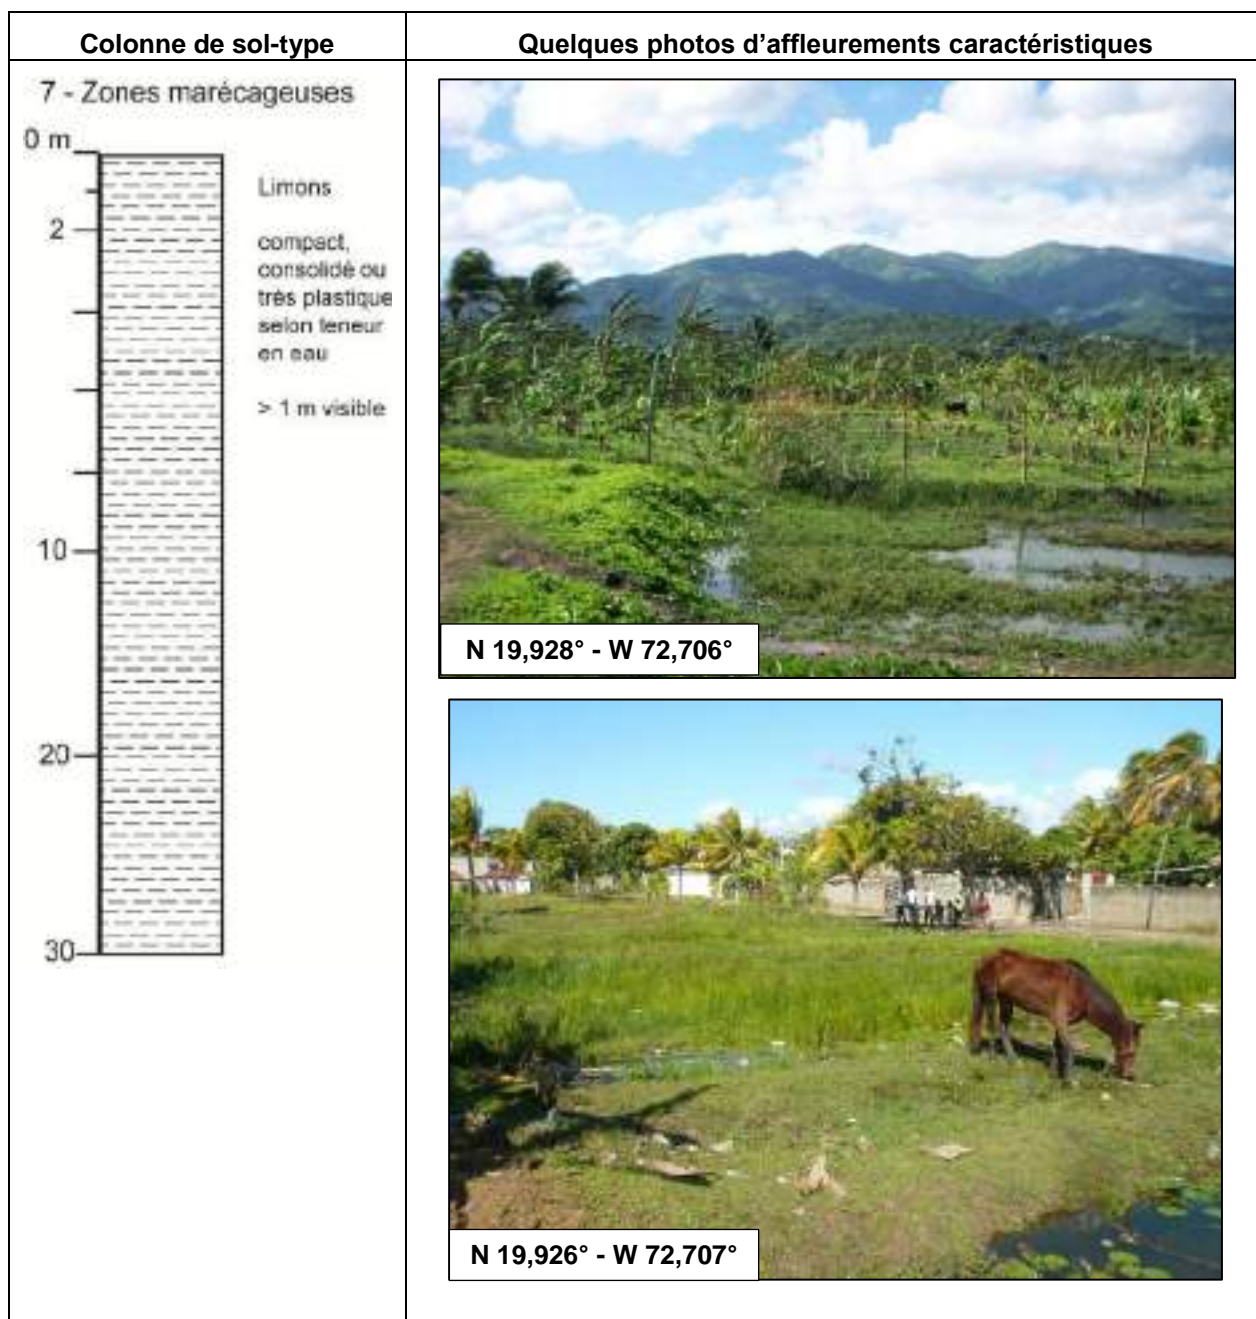 Colonne de sol-type
Quelques photos d'affleurements caractéristiques
7 - Zones marécageuses
0 m
2
10
20
30
Limons
compact,
consolidé ou
très plastique
selon teneur
en eau
> 1 m visible
N 19,928° - W 72,706°
N 19,926° - W 72,707°